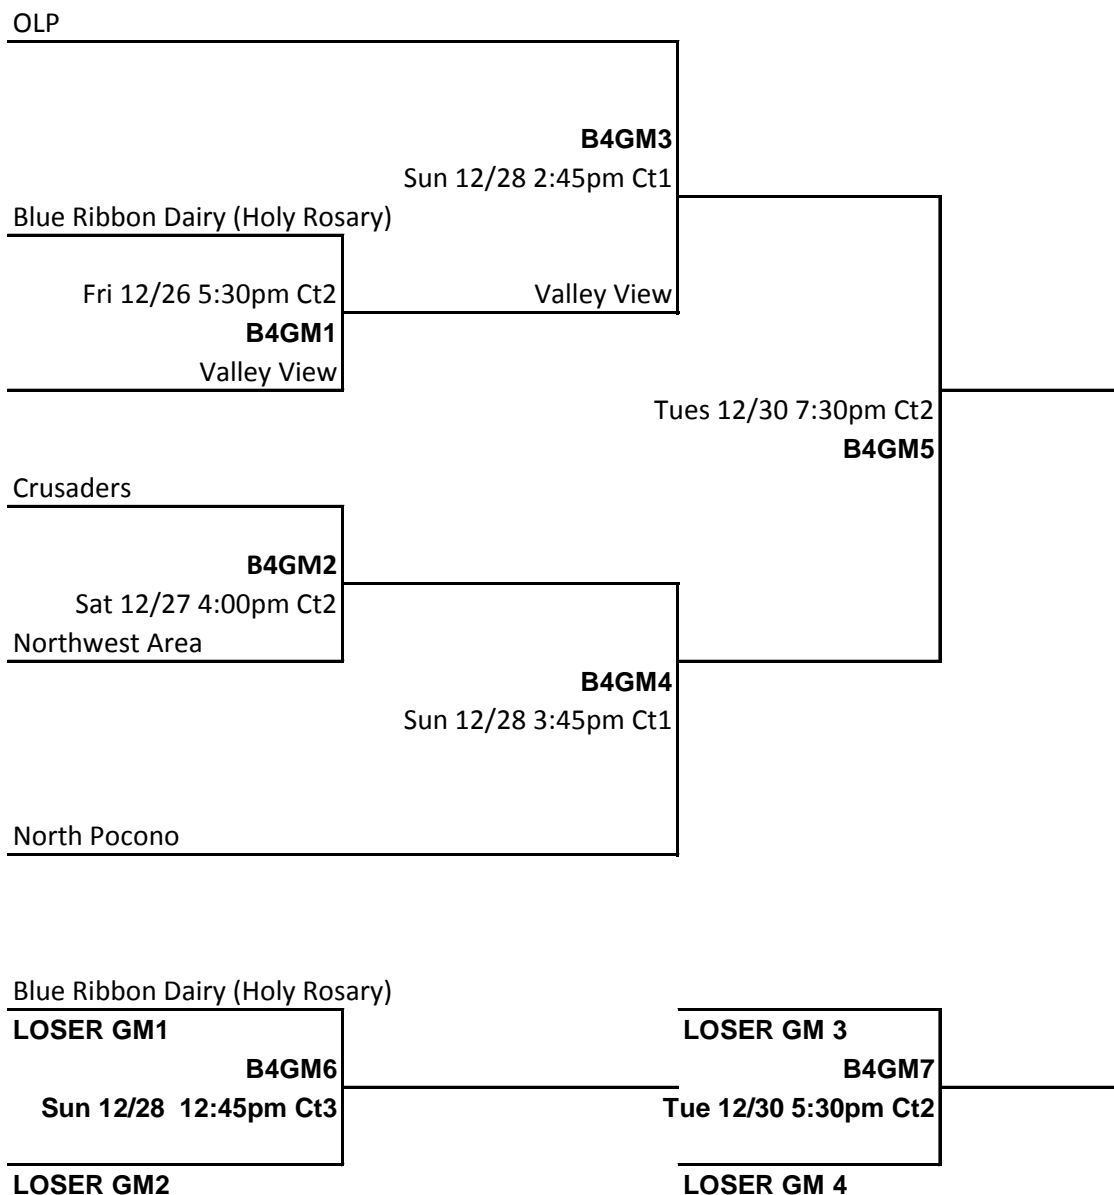 OLP
B4GM3
Sun 12/28 2:45pm Ct1
Blue Ribbon Dairy (Holy Rosary)
Fri 12/26 5:30pm Ct2
Valley View
B4GM1
Valley View
Tues 12/30 7:30pm Ct2
B4GM5
Crusaders
B4GM2
Sat 12/27 4:00pm Ct2
Northwest Area
B4GM4
Sun 12/28 3:45pm Ct1
North Pocono
Blue Ribbon Dairy (Holy Rosary)
LOSER GM1
LOSER GM 3
B4GM6
B4GM7
Sun 12/28 12:45pm Ct3
Tue 12/30 5:30pm Ct2
LOSER GM2
LOSER GM 4